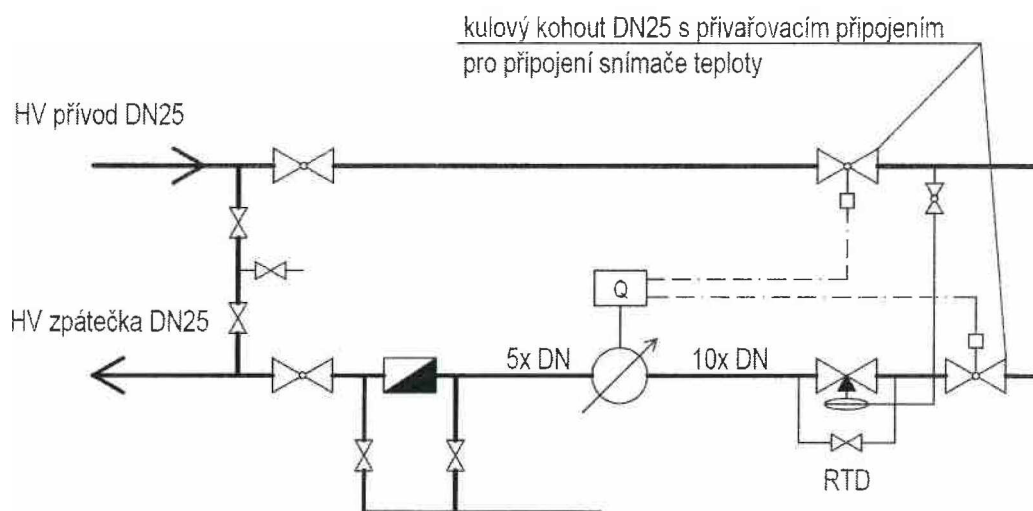 kulový kohout DN25 s přivařovacím připojením
pro připojení snímače teploty
HV přívod DN25
Q
HV zpátečka DN25
5x DN
10x DN
RTD